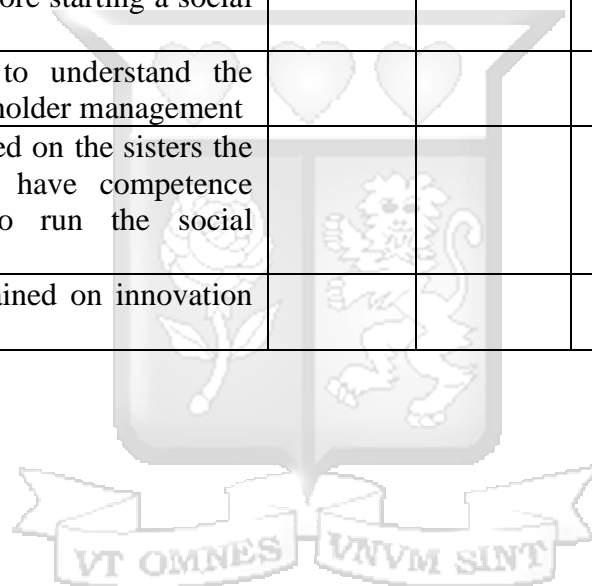 ore starting a social
to understand the
holder management
ed on the sisters the
have competence
o run the social
ained on innovation
VT OMNES VNVM SINT